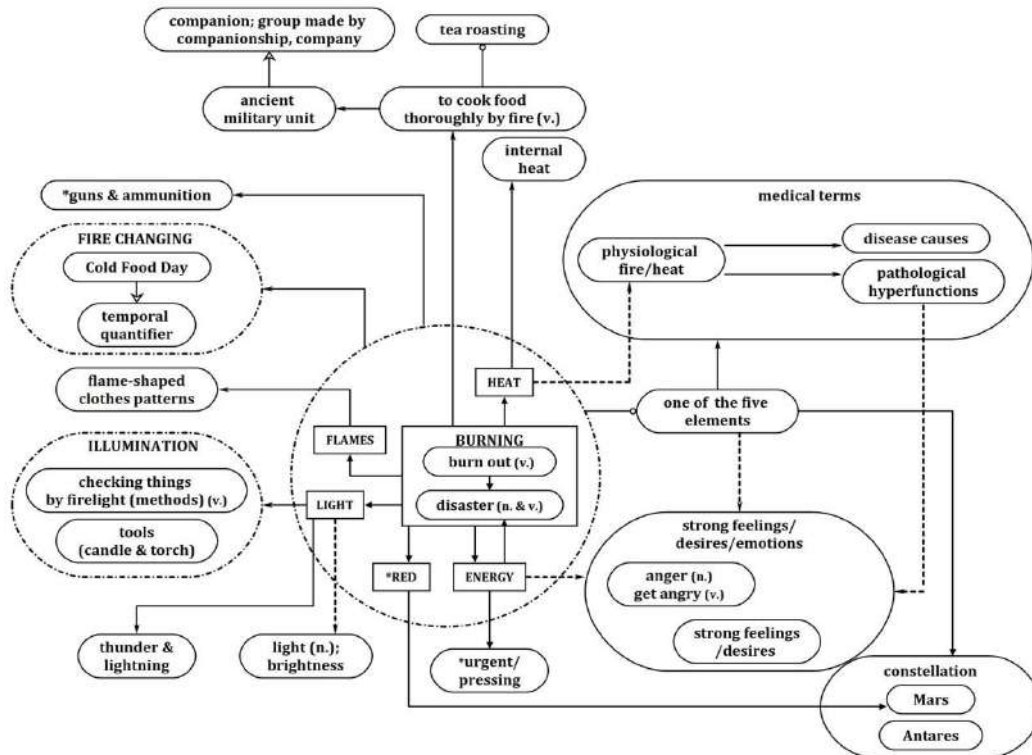 companion; group made by
companionship, company
tea roasting
ancient
military unit
to cook food
thoroughly by fire (v.)
internal
heat
*guns & ammunition
medical terms
physiological
fire/heat
disease causes
pathological
hyperfunctions
FIRE CHANGING
Cold Food Day
temporal
quantifier
flame-shaped
clothes patterns
HEAT
one of the five
elements
FLAMES
BURNING
burn out (v.)
disaster (n. & v.)
ILLUMINATION
checking things
by firelight (methods) (v.)
tools
(candle & torch)
LIGHT
*RED
ENERGY
strong feelings/
desires/emotions
anger (n.)
get angry (v.)
strong feelings
/desires
thunder &
lightning
light (n.);
brightness
*urgent/
pressing
constellation
Mars
Antares